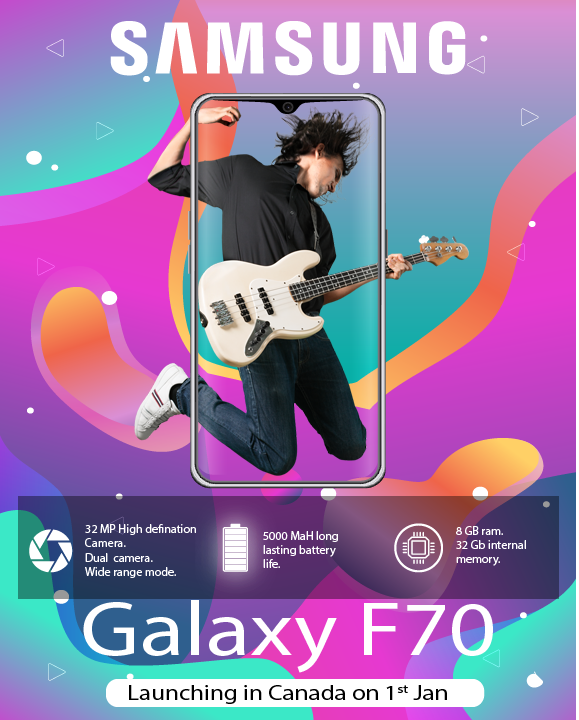 SAMSUNG
32 MP High defination
Camera.
Dual camera.
Wide range mode.
5000 MaH long
lasting battery
life.
8 GB ram.
32 Gb internal
memory.
Galaxy F70
Launching in Canada on 1st Jan